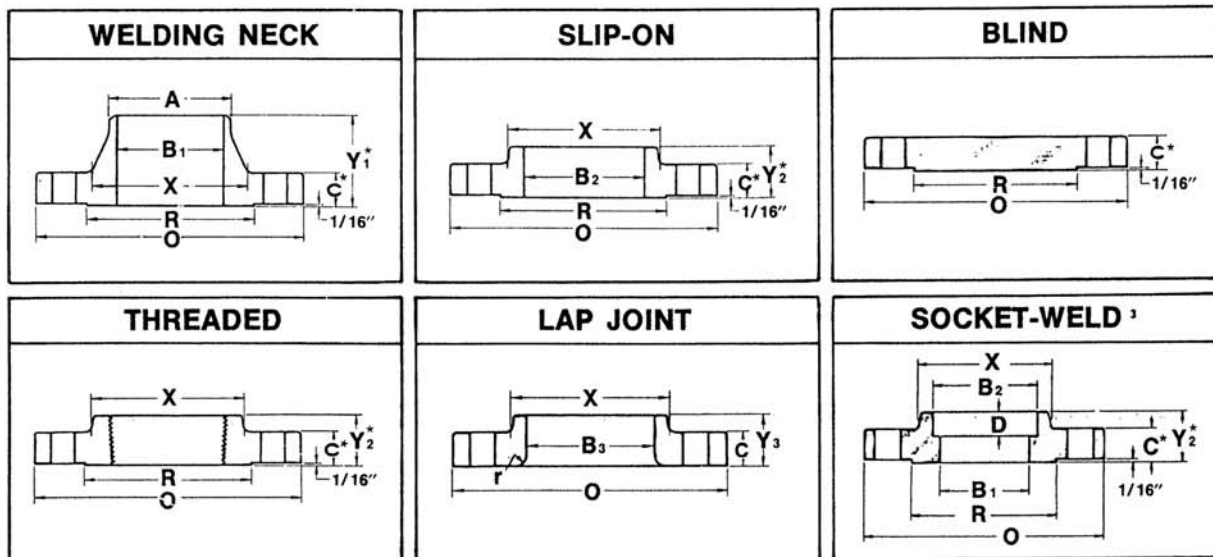 WELDING NECK
A
B₁
Y₁*
X
C*
R
1/16″
O
SLIP-ON
X
B₂
C*
Y₂*
R
1/16″
O
BLIND
C*
R
1/16″
O
THREADED
X
Y₂*
C*
R
1/16″
O
LAP JOINT
X
B₃
C
Y₃
r
O
SOCKET-WELD ³
X
B₂
D
C*
Y₂*
B₁
1/16″
R
O